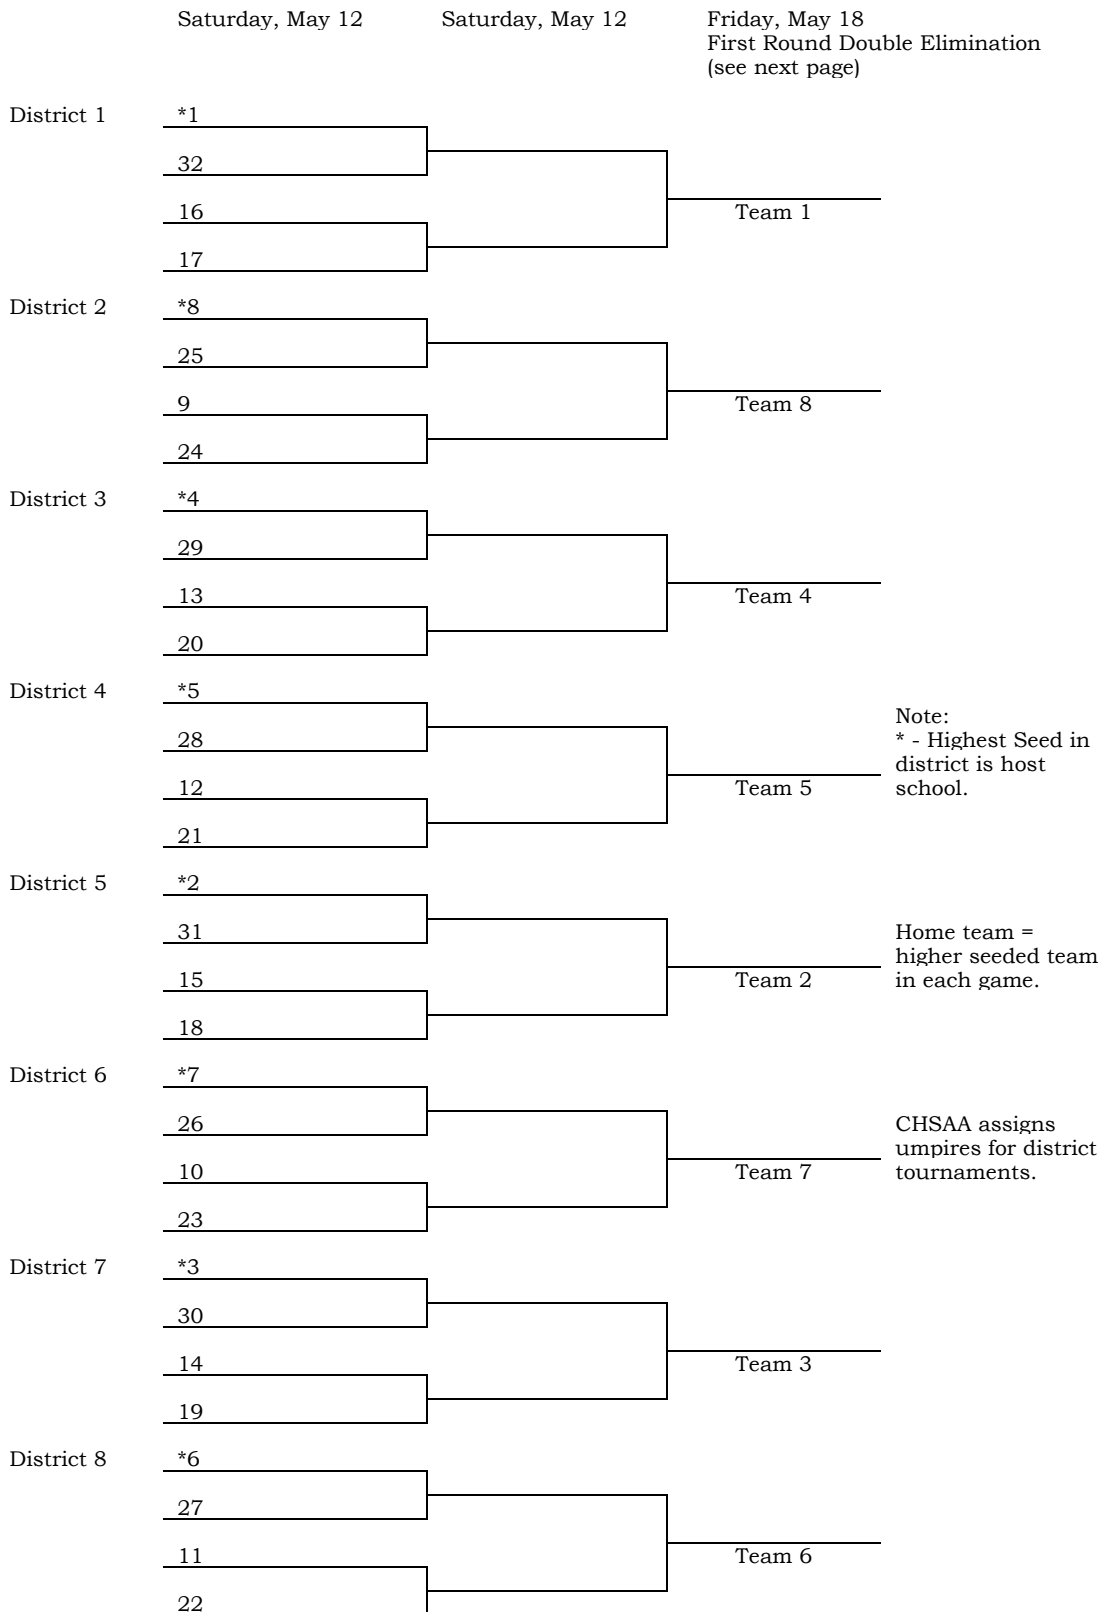 Saturday, May 12 Saturday, May 12 Friday, May 18
First Round Double Elimination
(see next page)
District 1 *1
32
16 Team 1
17
District 2 *8
25
9 Team 8
24
District 3 *4
29
13 Team 4
20
District 4 *5
Note:
28 * - Highest Seed in
district is host
12 Team 5 school.
21
District 5 *2
31 Home team =
higher seeded team
15 Team 2 in each game.
18
District 6 *7
26 CHSAA assigns
umpires for district
10 Team 7 tournaments.
23
District 7 *3
30
14 Team 3
19
District 8 *6
27
11 Team 6
22